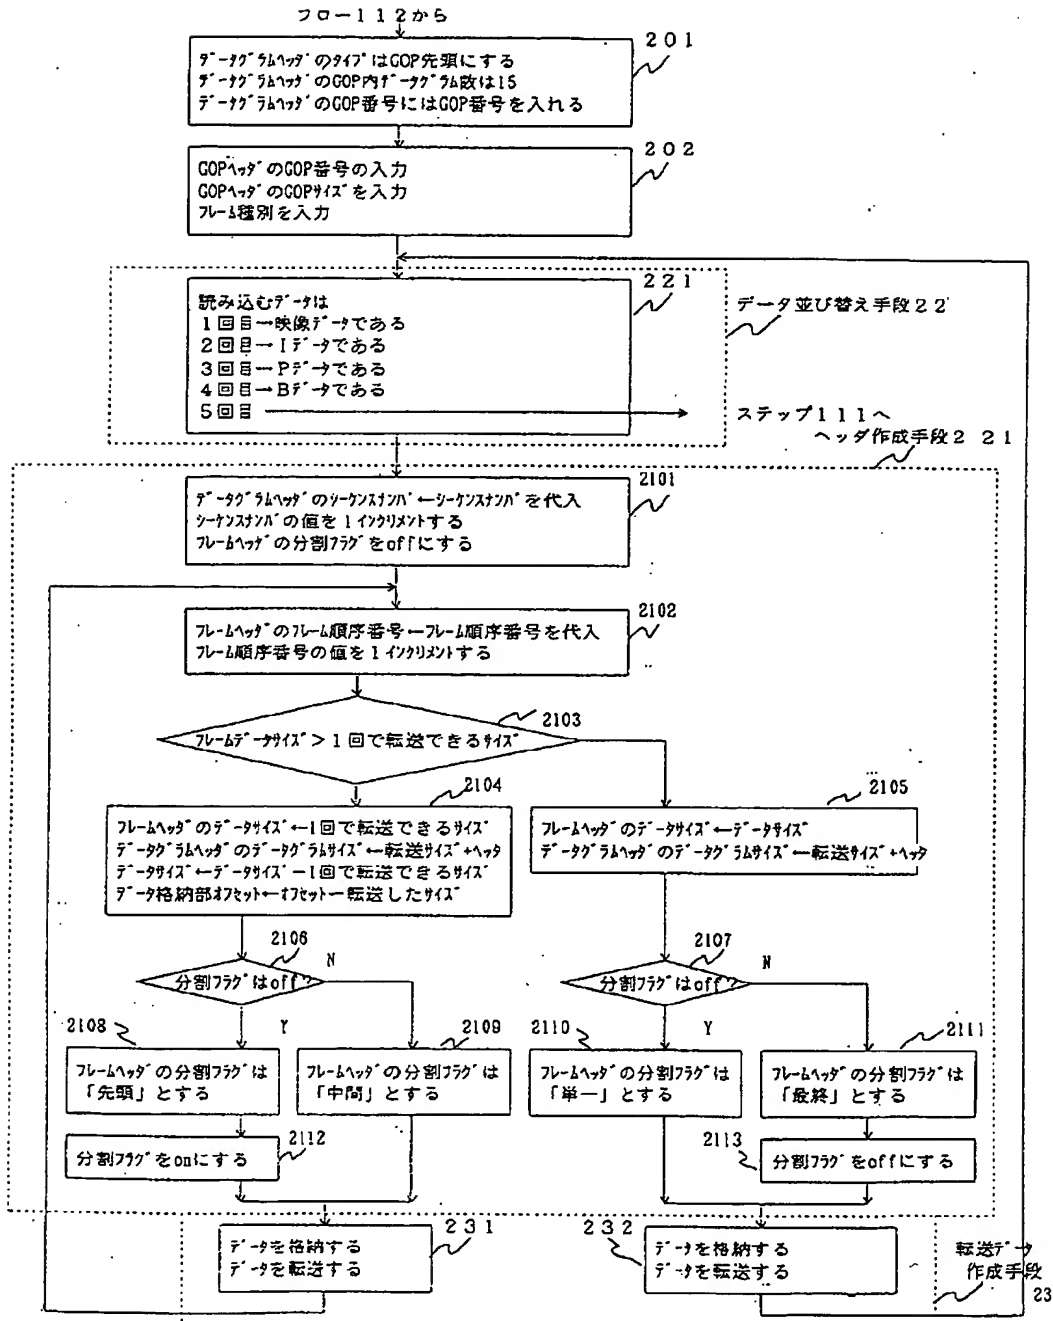 フロー112から
201
データグラムヘッダのタイプはGOP先頭にする
データグラムヘッダのGOP内データグラム数は15
データグラムヘッダのGOP番号にはGOP番号を入れる
202
GOPヘッダのGOP番号の入力
GOPヘッダのGOPサイズを入力
フレーム種別を入力
221
読み込むデータは
1回目→映像データである
2回目→Iデータである
3回目→Pデータである
4回目→Bデータである
5回目
データ並び替え手段22
ステップ111へ
ヘッダ作成手段2 21
2101
データグラムヘッダのシーケンスナンバ←シーケンスナンバを代入
シーケンスナンバの値を1インクリメントする
フレームヘッダの分割フラグをoffにする
2102
フレームヘッダのフレーム順序番号←フレーム順序番号を代入
フレーム順序番号の値を1インクリメントする
2103
フレームデータサイズ>1回で転送できるサイズ
2104
フレームヘッダのデータサイズ←1回で転送できるサイズ
データグラムヘッダのデータグラムサイズ←転送サイズ+ヘッダ
データサイズ←データサイズ-1回で転送できるサイズ
データ格納部オフセット←オフセットー転送したサイズ
2105
フレームヘッダのデータサイズ←データサイズ
データグラムヘッダのデータグラムサイズ←転送サイズ+ヘッダ
2106
分割フラグはoff?
N
Y
2107
分割フラグはoff?
N
Y
2108
フレームヘッダの分割フラグは
「先頭」とする
2109
フレームヘッダの分割フラグは
「中間」とする
2110
フレームヘッダの分割フラグは
「単一」とする
2111
フレームヘッダの分割フラグは
「最終」とする
2112
分割フラグをonにする
2113
分割フラグをoffにする
231
データを格納する
データを転送する
232
データを格納する
データを転送する
転送データ
作成手段
23